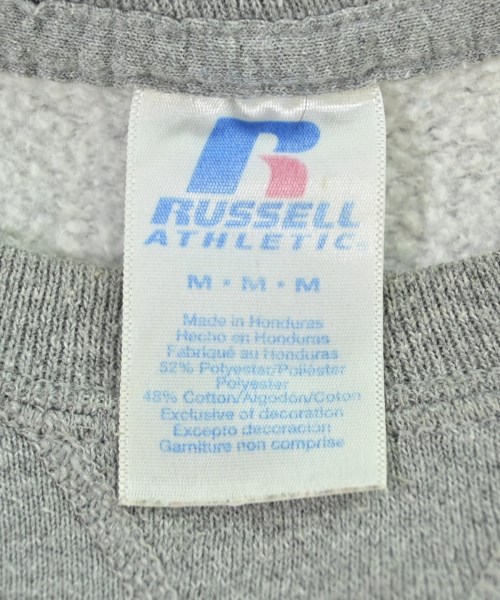 RUSSELL
ATHLETIC
M • M • M
Made in Honduras
Hecho en Honduras
Fabriqué au Honduras
52% Polyester/Poliéster
Polyester
48% Cotton/Algodón/Coton
Exclusive of decoration
Excepto decoracion
Garniture non comprise